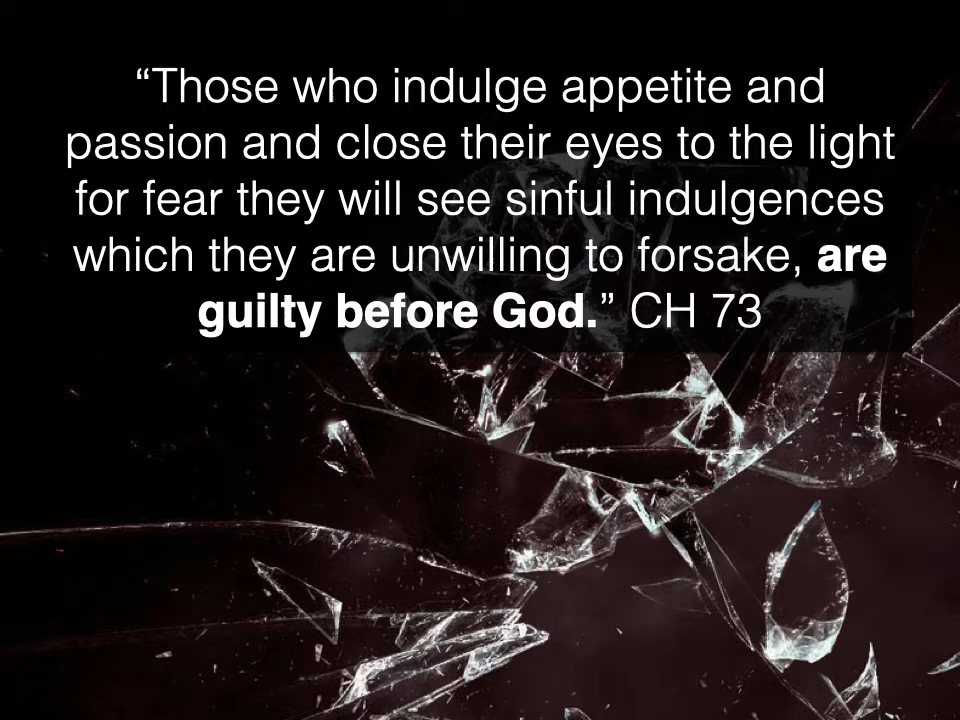 “Those who indulge appetite and
passion and close their eyes to the light
for fear they will see sinful indulgences
which they are unwilling to forsake, are
guilty before God.” CH 73